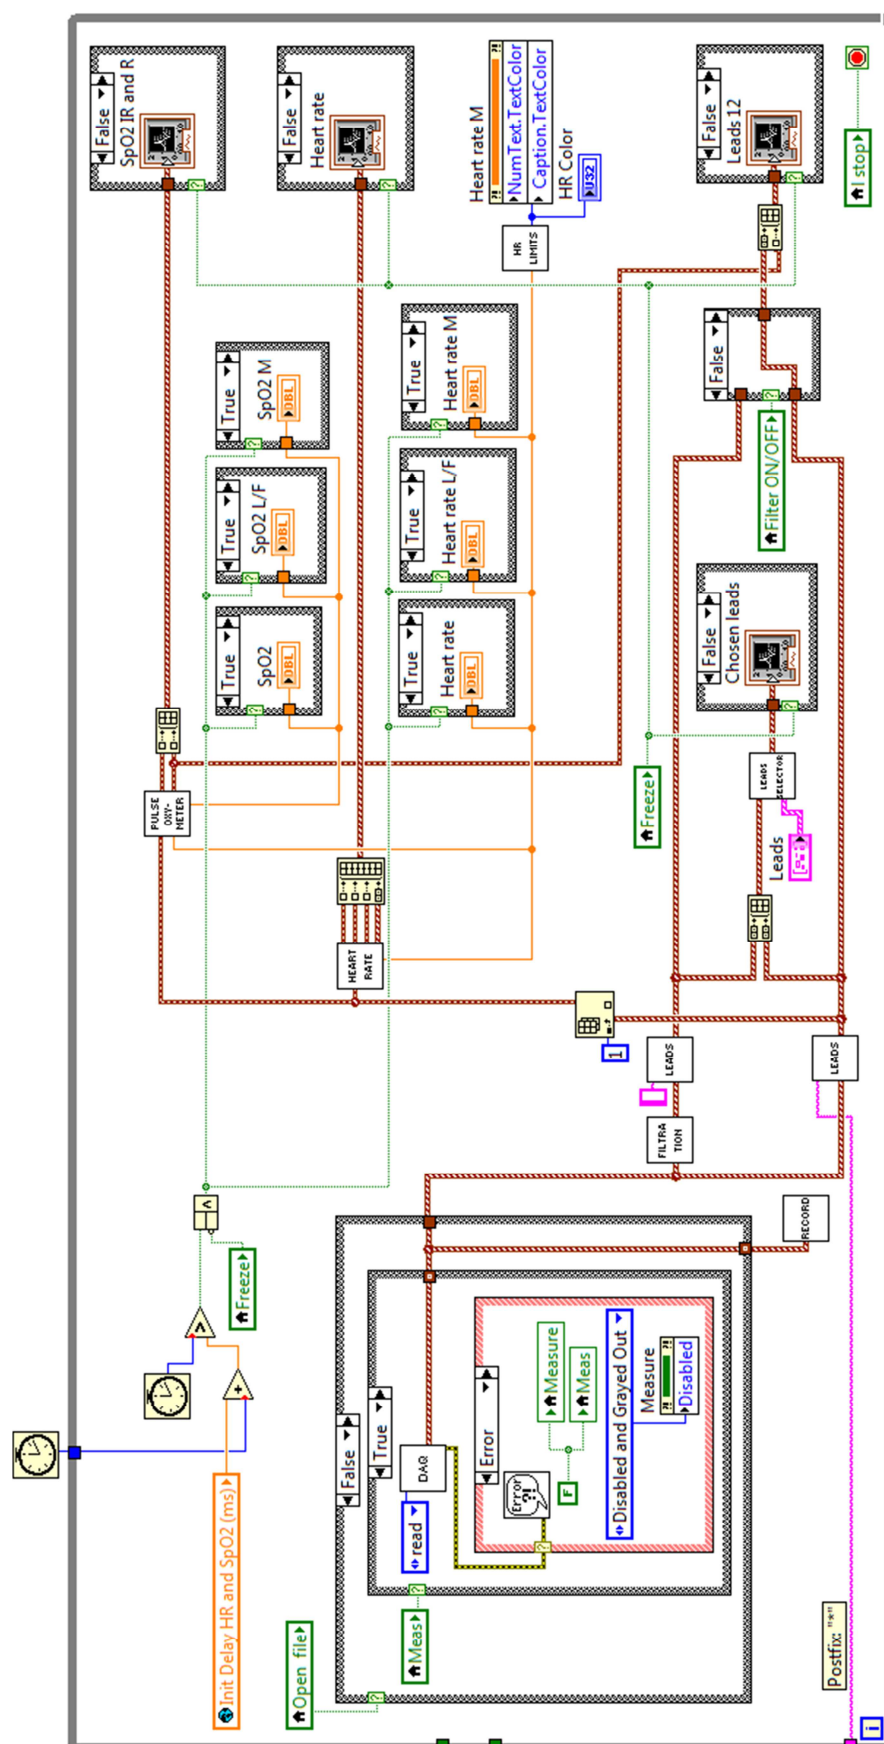 Init Delay HR and SpO2 (ms)
Freeze
Open file
Meas
False
True
read
DAQ
Error
Error
?!
F
Measure
Meas
Disabled and Grayed Out
Measure
Disabled
RECORD
Postfix: "*"
i
FILTRA
TION
LEADS
LEADS
1
HEART
RATE
PULSE
OXY-
METER
True
SpO2
DBL
True
SpO2 L/F
DBL
True
SpO2 M
DBL
True
Heart rate
DBL
True
Heart rate L/F
DBL
True
Heart rate M
DBL
Freeze
Leads
LEADS
SELECTOR
False
Chosen leads
Filter ON/OFF
False
HR
LIMITS
Heart rate M
NumText.TextColor
Caption.TextColor
HR Color
U32
False
SpO2 IR and R
False
Heart rate
False
Leads 12
I stop